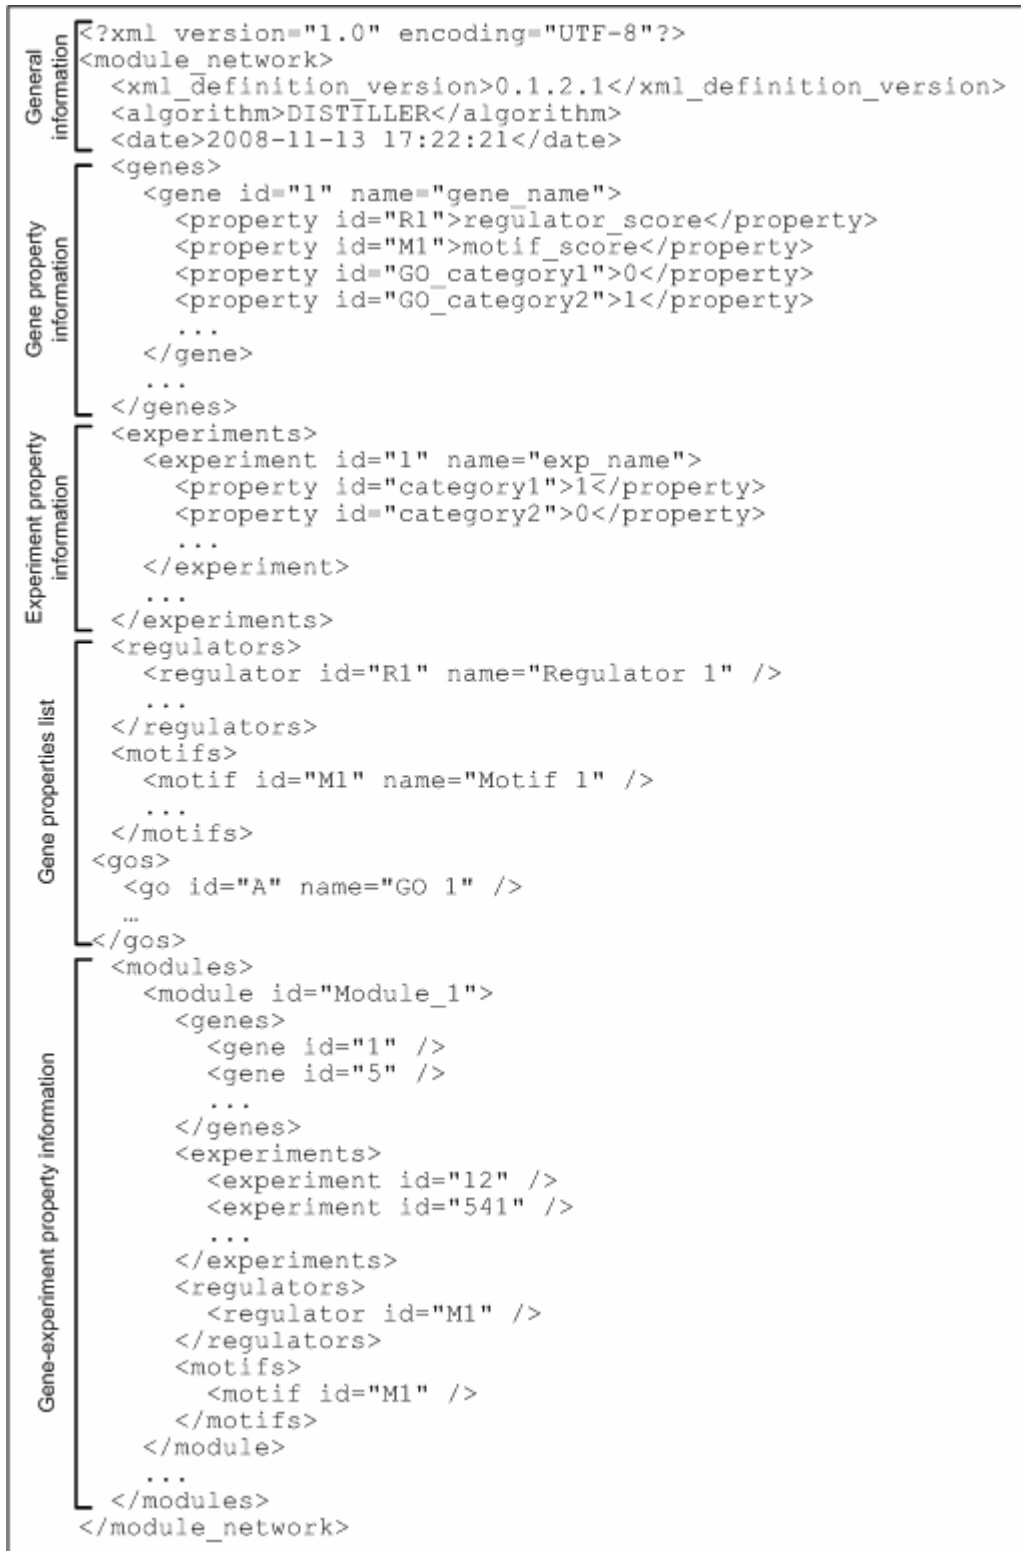 General
information
<?xml version="1.0" encoding="UTF-8"?>
<module_network>
<xml_definition_version>0.1.2.1</xml_definition_version>
<algorithm>DISTILLER</algorithm>
<date>2008-11-13 17:22:21</date>
Gene property
information
<genes>
<gene id="1" name="gene_name">
<property id="R1">regulator_score</property>
<property id="M1">motif_score</property>
<property id="GO_category1">0</property>
<property id="GO_category2">1</property>
...
</gene>
...
</genes>
Experiment property
information
<experiments>
<experiment id="1" name="exp_name">
<property id="category1">1</property>
<property id="category2">0</property>
...
</experiment>
...
</experiments>
Gene properties list
<regulators>
<regulator id="R1" name="Regulator 1" />
...
</regulators>
<motifs>
<motif id="M1" name="Motif 1" />
...
</motifs>
<gos>
<go id="A" name="GO 1" />
…
</gos>
Gene-experiment property information
<modules>
<module id="Module_1">
<genes>
<gene id="1" />
<gene id="5" />
...
</genes>
<experiments>
<experiment id="12" />
<experiment id="541" />
...
</experiments>
<regulators>
<regulator id="M1" />
</regulators>
<motifs>
<motif id="M1" />
</motifs>
</module>
...
</modules>
</module_network>